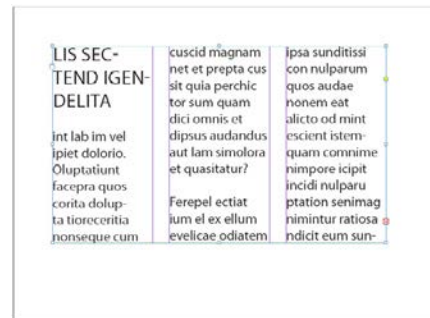 LIS SEC-
TEND IGEN-
DELITA
int lab im vel
ipiet dolorio.
Oluptatiunt
facepra quos
corita dolup-
ta tioreceritia
nonseque cum
cuscid magnam
net et prepta cus
sit quia perchic
tor sum quam
dici omnis et
dipsus audandus
aut lam simolora
et quasitatur?
Ferepel ectiat
ium el ex ellum
evelicae odiatem
ipsa sunditissi
con nulparum
quos audae
nonem eat
alicto od mint
escient istem-
quam comnime
nimpore icipit
incidi nulparu
ptation senimag
nimintur ratiosa
ndicit eum sun-